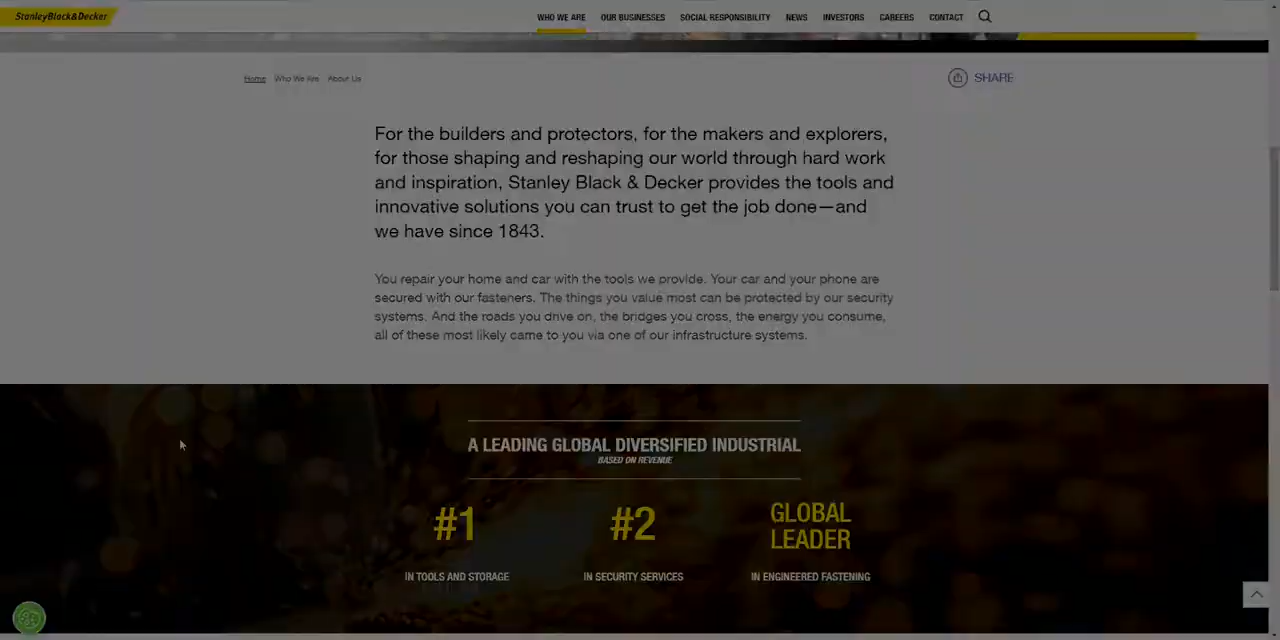 StanleyBlack&Decker
WHO WE ARE OUR BUSINESSES SOCIAL RESPONSIBILITY NEWS INVESTORS CAREERS CONTACT
Home Who We Are About Us
SHARE
For the builders and protectors, for the makers and explorers,
for those shaping and reshaping our world through hard work
and inspiration, Stanley Black & Decker provides the tools and
innovative solutions you can trust to get the job done—and
we have since 1843.
You repair your home and car with the tools we provide. Your car and your phone are
secured with our fasteners. The things you value most can be protected by our security
systems. And the roads you drive on, the bridges you cross, the energy you consume,
all of these most likely came to you via one of our infrastructure systems.
A LEADING GLOBAL DIVERSIFIED INDUSTRIAL
BASED ON REVENUE
#1 #2 GLOBAL
LEADER
IN TOOLS AND STORAGE IN SECURITY SERVICES IN ENGINEERED FASTENING